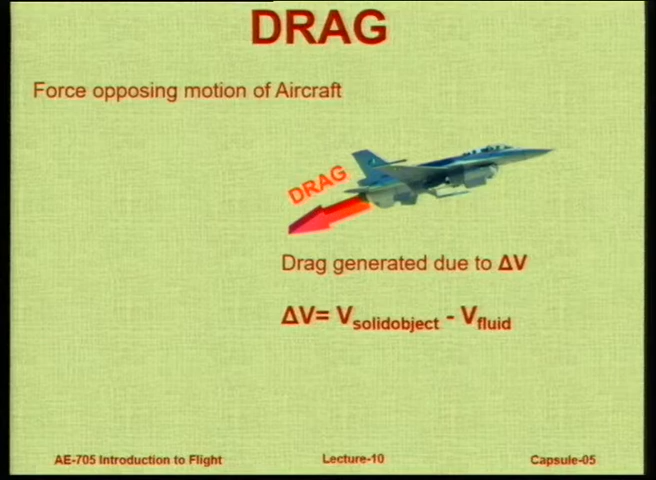 DRAG
Force opposing motion of Aircraft
DRAG
Drag generated due to ΔV
ΔV= Vsolidobject - Vfluid
AE-705 Introduction to Flight
Lecture-10
Capsule-05